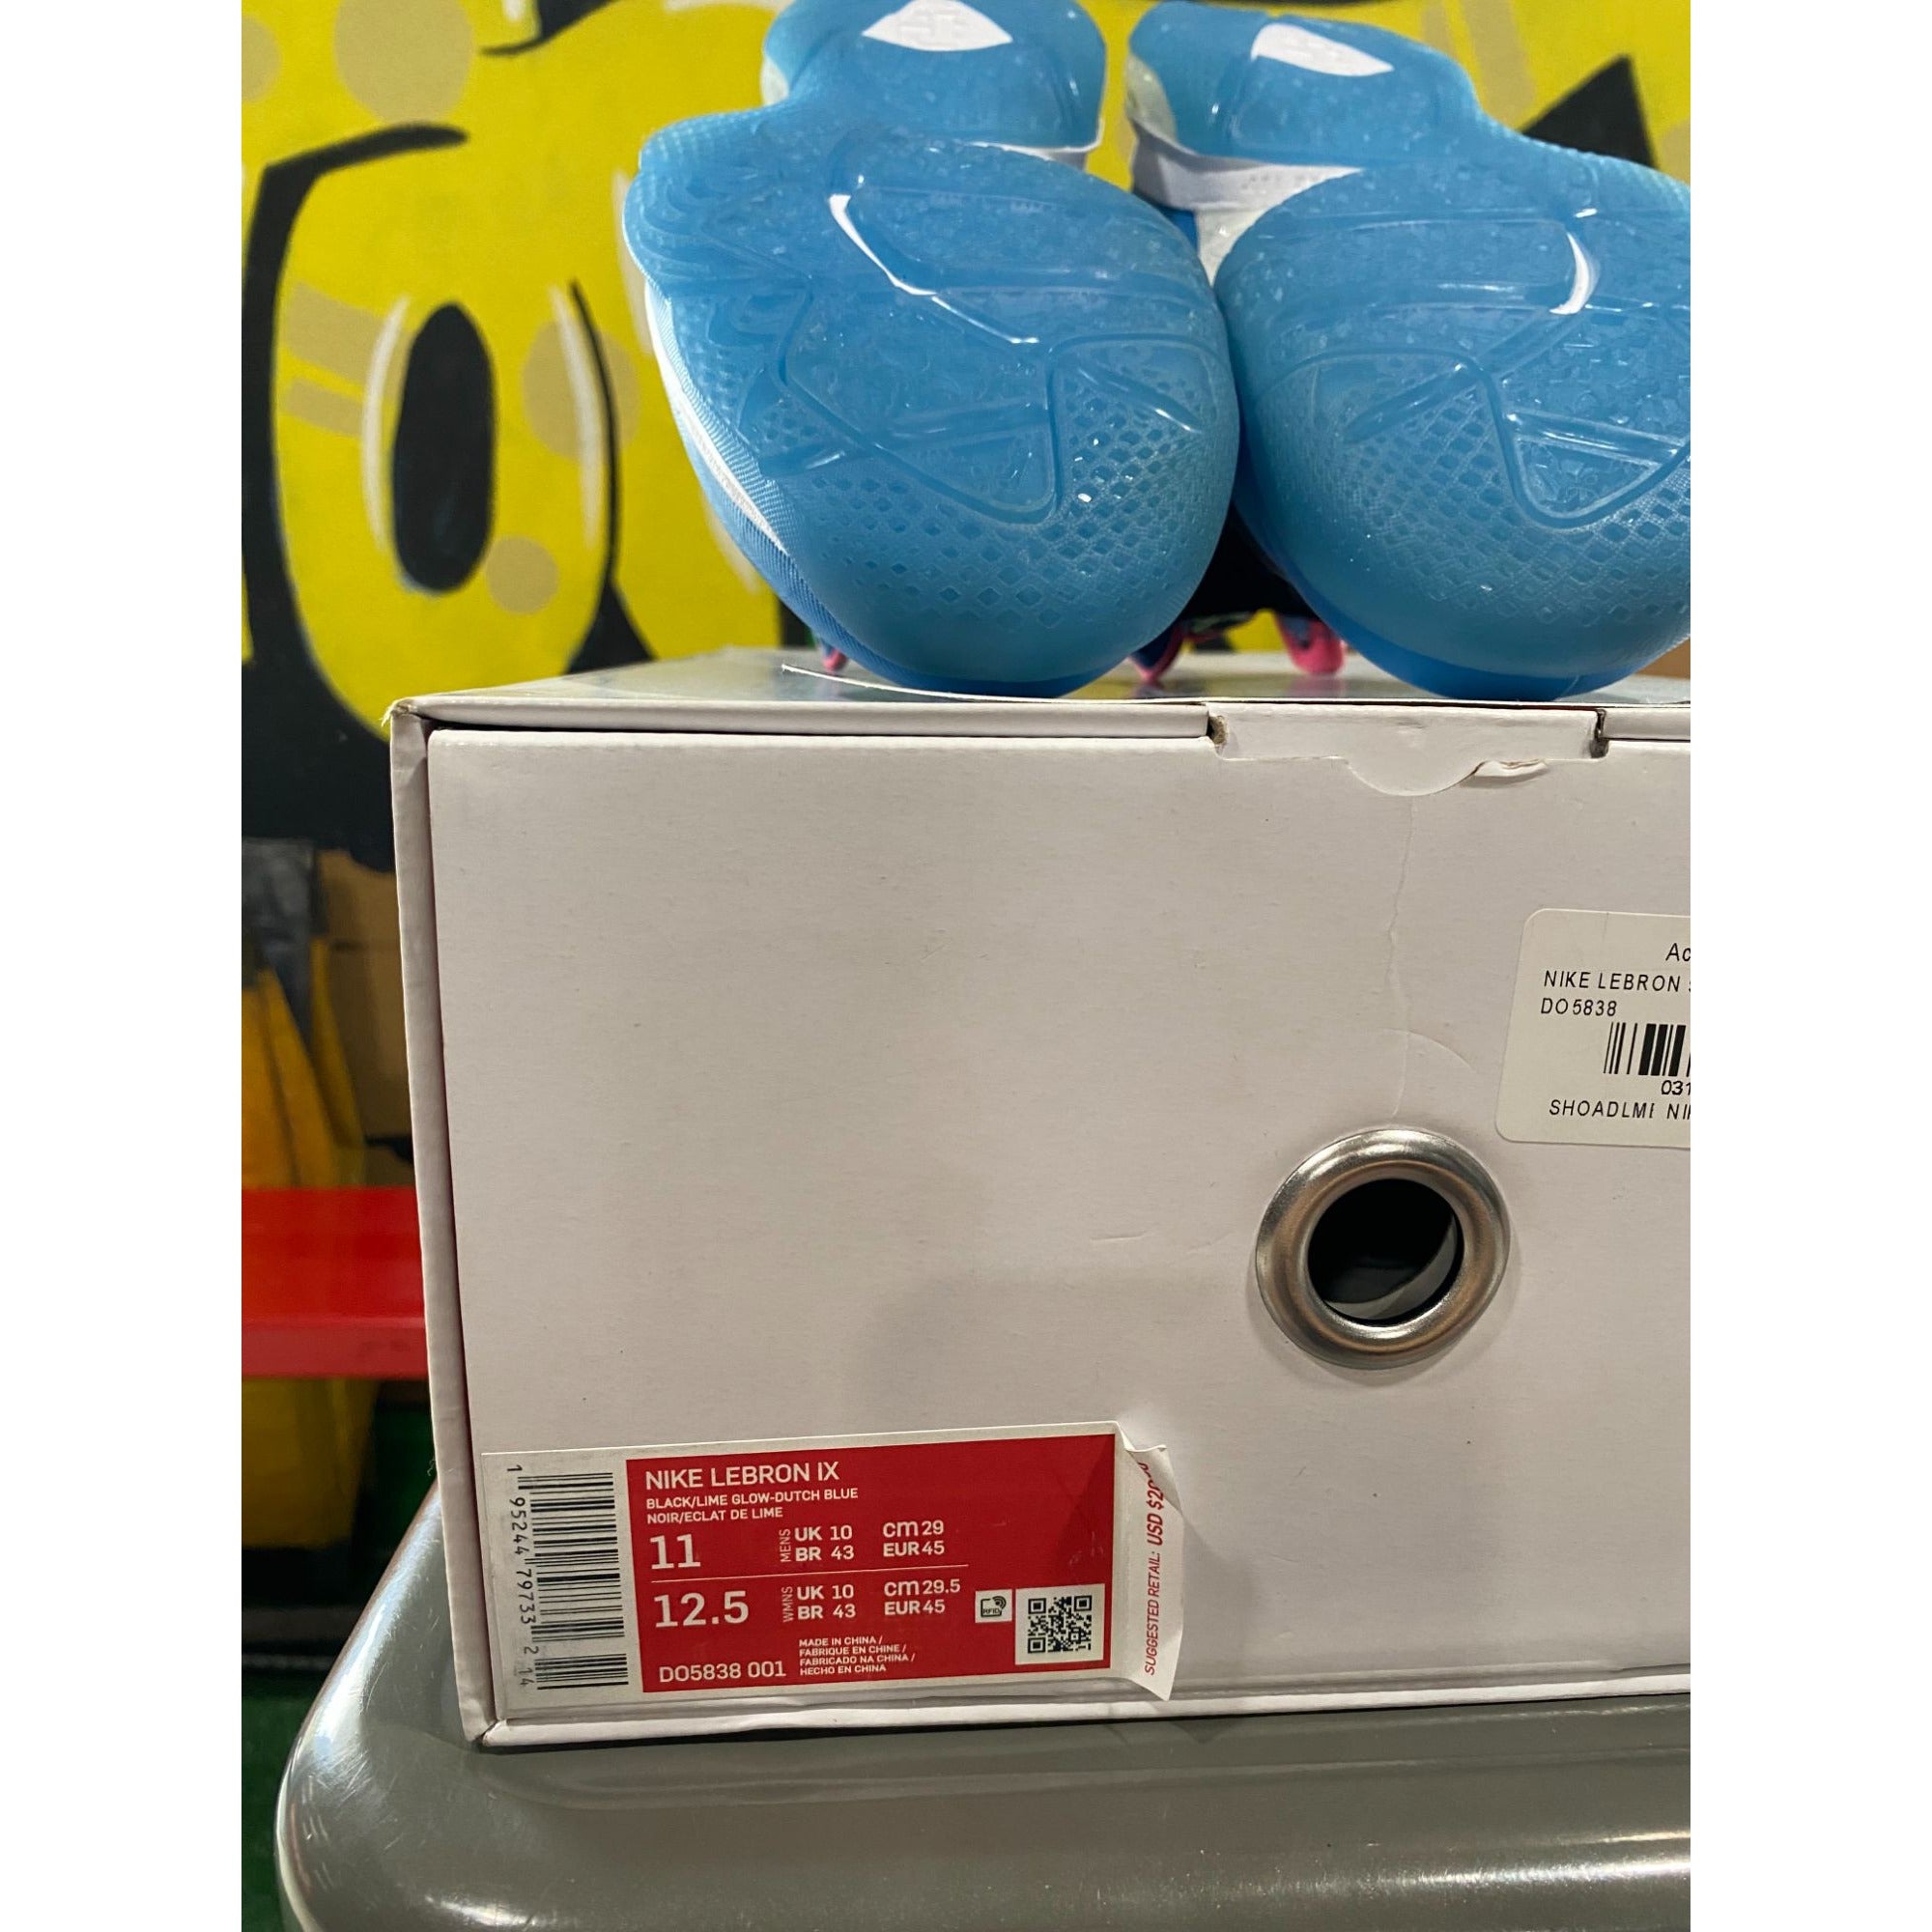 Ac
NIKE LEBRON
DO5838
031
SHOADLME NI
1 95244 79733 2 14
NIKE LEBRON IX
BLACK/LIME GLOW-DUTCH BLUE
NOIR/ECLAT DE LIME
11 MENS UK 10 cm 29
BR 43 EUR 45
12.5 WMNS UK 10 cm 29.5
BR 43 EUR 45
RFID
MADE IN CHINA /
FABRIQUE EN CHINE /
FABRICADO NA CHINA /
HECHO EN CHINA
DO5838 001
SUGGESTED RETAIL: USD